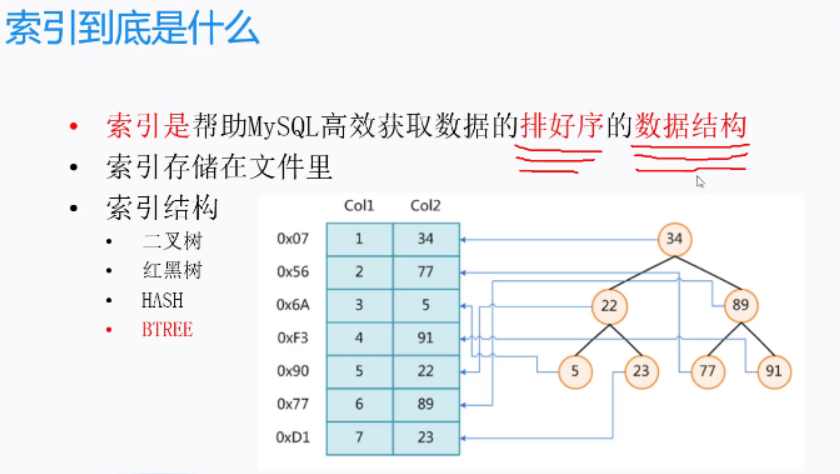 索引到底是什么
索引是帮助MySQL高效获取数据的排好序的数据结构
索引存储在文件里
索引结构
二叉树
红黑树
HASH
BTREE
Col1 Col2
0x07 1 34
0x56 2 77
0x6A 3 5
0xF3 4 91
0x90 5 22
0x77 6 89
0xD1 7 23
34
22 89
5 23 77 91